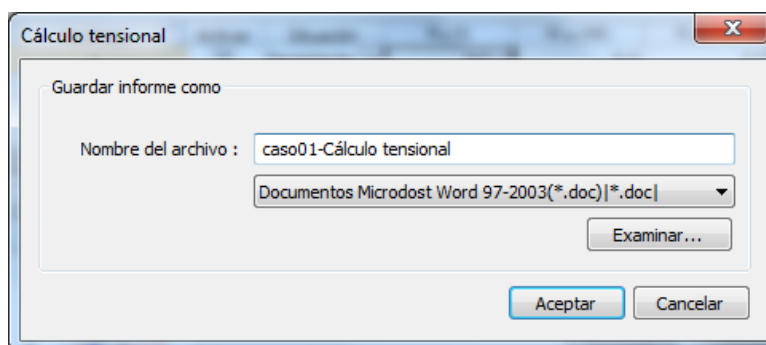 Cálculo tensional
Guardar informe como
Nombre del archivo : caso01-Cálculo tensional
Documentos Microdost Word 97-2003(*.doc)|*.doc|
Examinar...
Aceptar Cancelar